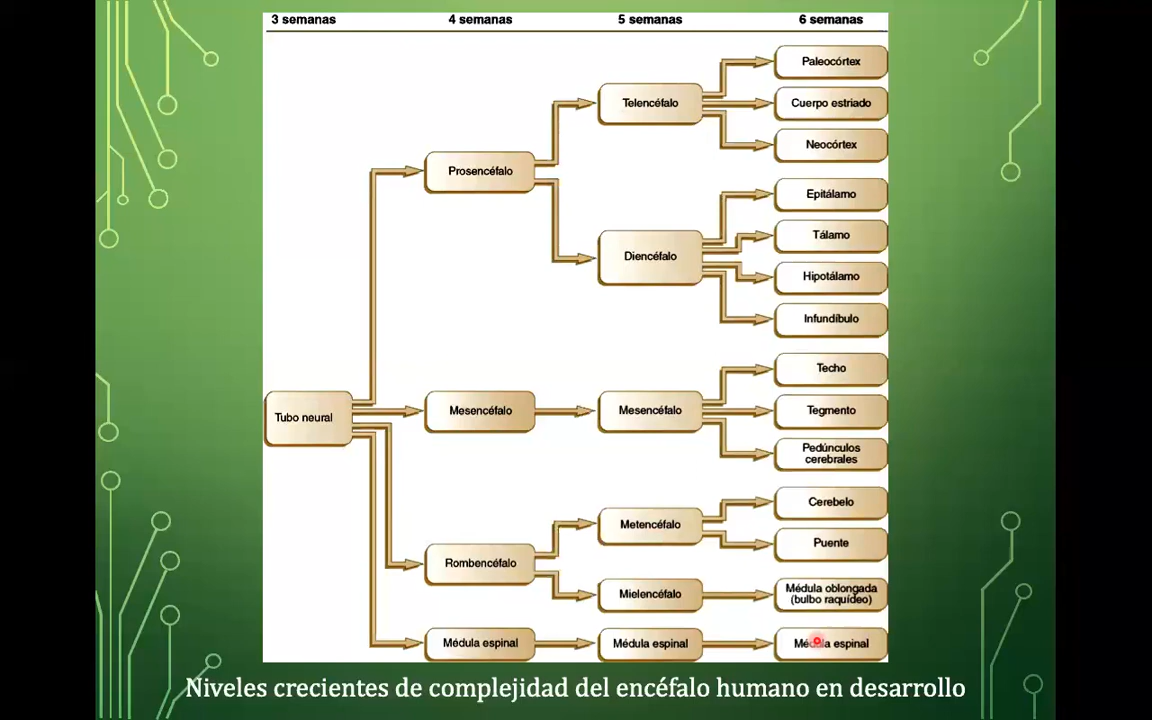 3 semanas
4 semanas
5 semanas
6 semanas
Tubo neural
Prosencéfalo
Mesencéfalo
Rombencéfalo
Médula espinal
Telencéfalo
Diencéfalo
Mesencéfalo
Metencéfalo
Mielencéfalo
Médula espinal
Paleocórtex
Cuerpo estriado
Neocórtex
Epitálamo
Tálamo
Hipotálamo
Infundíbulo
Techo
Tegmento
Pedúnculos
cerebrales
Cerebelo
Puente
Médula oblongada
(bulbo raquídeo)
Médula espinal
Niveles crecientes de complejidad del encéfalo humano en desarrollo